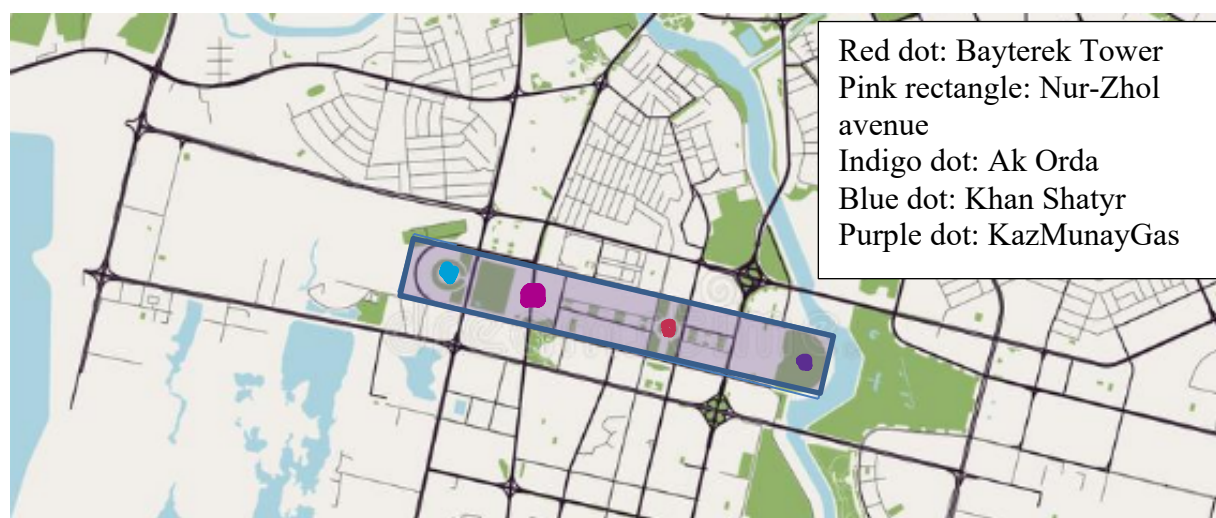 Red dot: Bayterek Tower
Pink rectangle: Nur-Zhol
avenue
Indigo dot: Ak Orda
Blue dot: Khan Shatyr
Purple dot: KazMunayGas